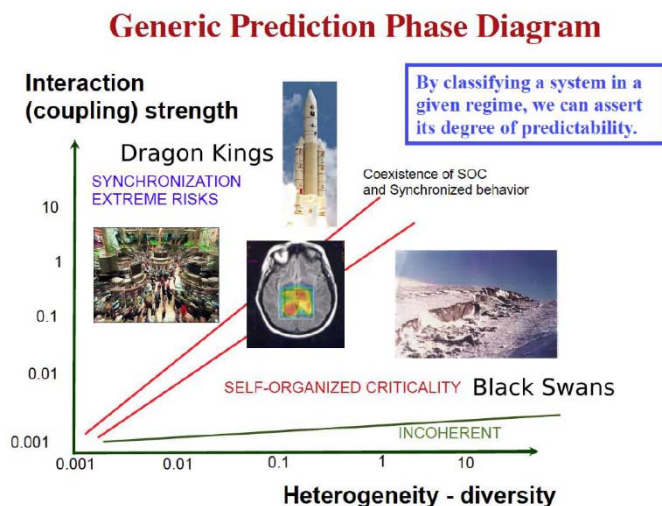 Generic Prediction Phase Diagram
Interaction
(coupling) strength
By classifying a system in a
given regime, we can assert
its degree of predictability.
Dragon Kings
SYNCHRONIZATION
EXTREME RISKS
Coexistence of SOC
and Synchronized behavior
10
1
0.1
0.01
0.001
SELF-ORGANIZED CRITICALITY
Black Swans
INCOHERENT
0.001
0.01
0.1
1
10
Heterogeneity - diversity